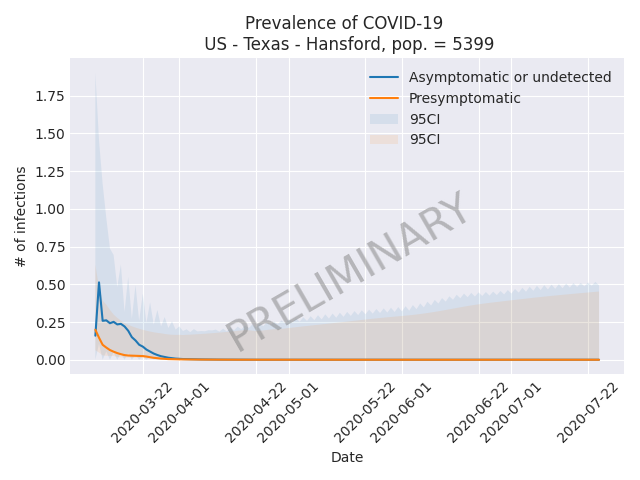 Prevalence of COVID-19
US - Texas - Hansford, pop. = 5399
Asymptomatic or undetected
Presymptomatic
95CI
95CI
1.75
1.50
1.25
1.00
0.75
0.50
0.25
0.00
# of infections
PRELIMINARY
2020-03-22
2020-04-01
2020-04-22
2020-05-01
2020-05-22
2020-06-01
2020-06-22
2020-07-01
2020-07-22
Date